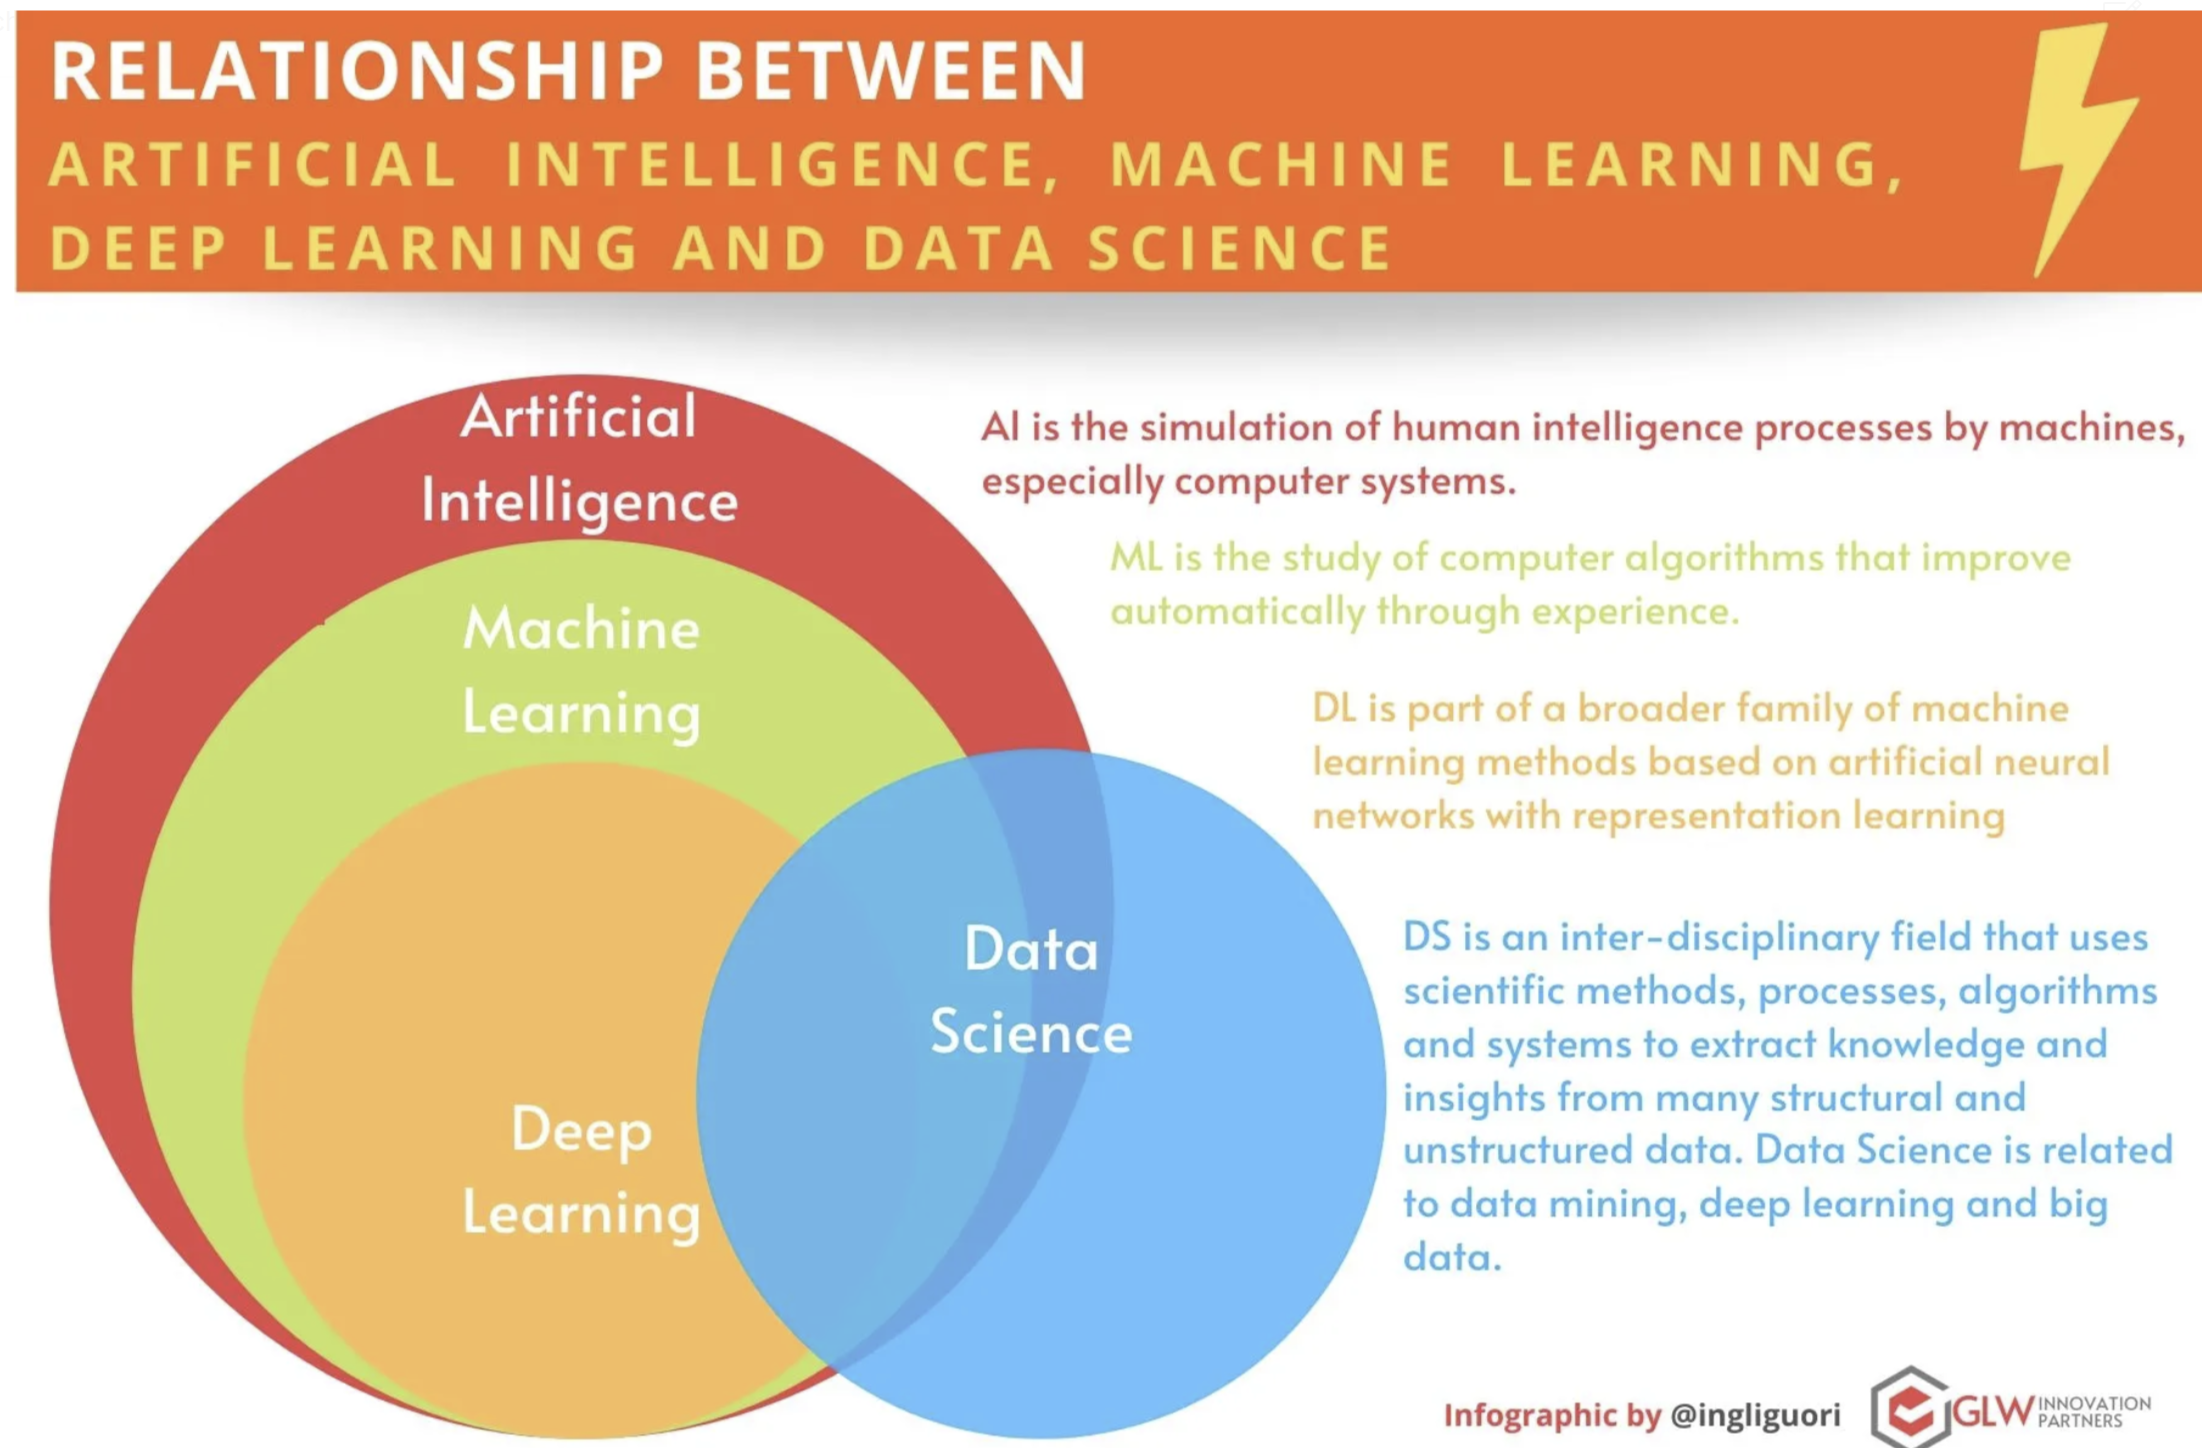 RELATIONSHIP BETWEEN
ARTIFICIAL INTELLIGENCE, MACHINE LEARNING,
DEEP LEARNING AND DATA SCIENCE
Artificial
Intelligence
Machine
Learning
Deep
Learning
Data
Science
AI is the simulation of human intelligence processes by machines,
especially computer systems.
ML is the study of computer algorithms that improve
automatically through experience.
DL is part of a broader family of machine
learning methods based on artificial neural
networks with representation learning
DS is an inter-disciplinary field that uses
scientific methods, processes, algorithms
and systems to extract knowledge and
insights from many structural and
unstructured data. Data Science is related
to data mining, deep learning and big
data.
Infographic by @ingliguori
GLW INNOVATION
PARTNERS